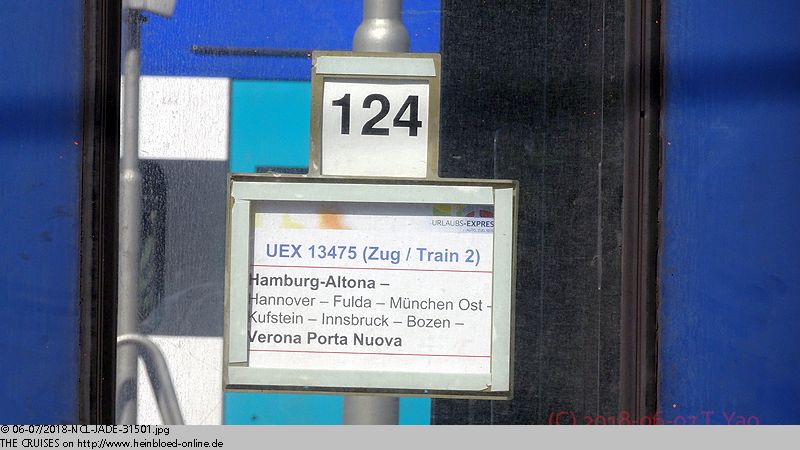 124
URLAUBS-EXPRES
UEX 13475 (Zug / Train 2)
Hamburg-Altona –
Hannover – Fulda – München Ost -
Kufstein – Innsbruck – Bozen –
Verona Porta Nuova
(C) 2018-06-07 T. Yao
© 06-07/2018-NCL-JADE-31501.jpg
THE CRUISES on http://www.heinbloed-online.de